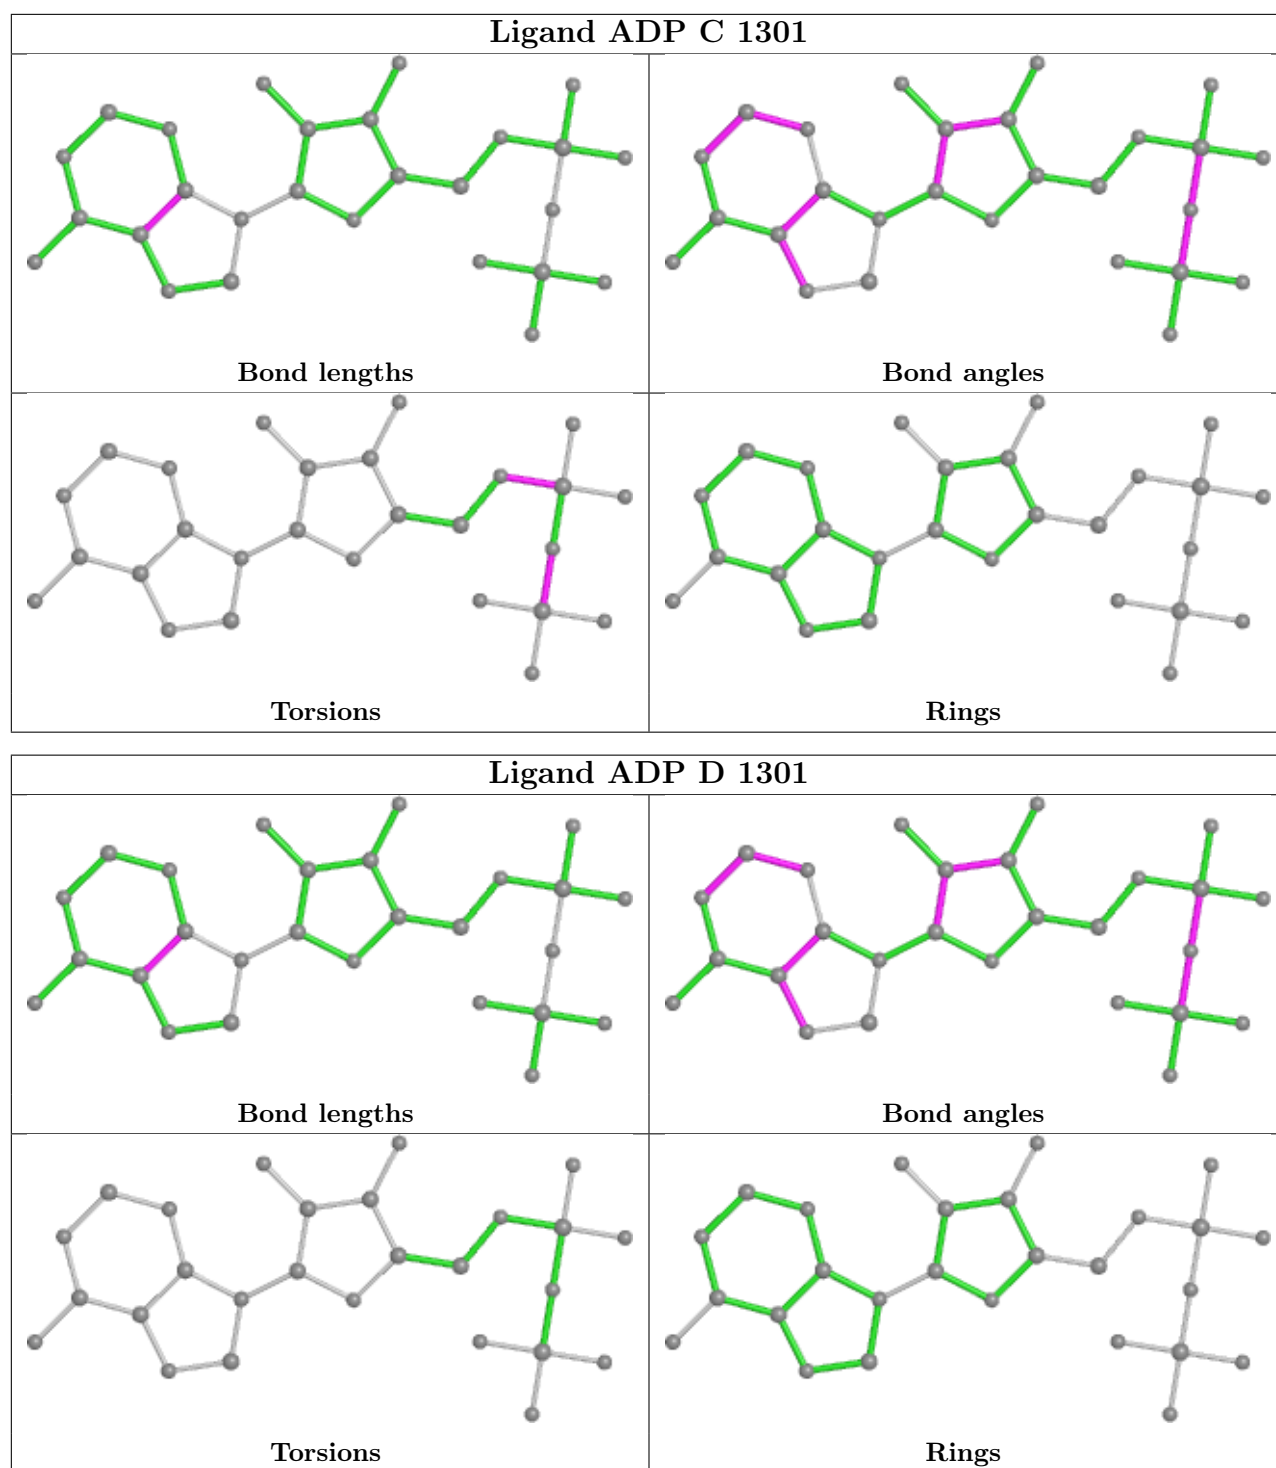 Ligand ADP C 1301
Bond lengths
Bond angles
Torsions
Rings
Ligand ADP D 1301
Bond lengths
Bond angles
Torsions
Rings